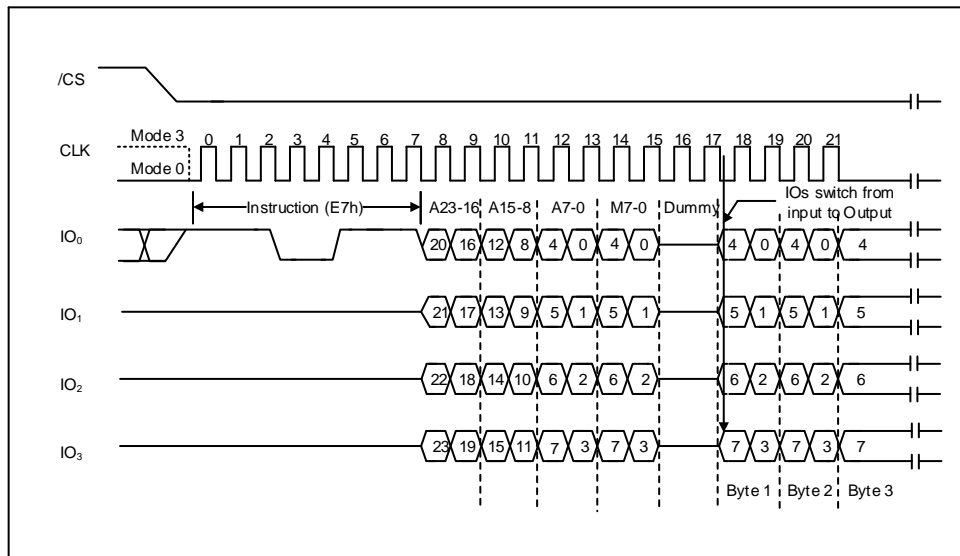 /CS
Mode 3
CLK
Mode 0
0 1 2 3 4 5 6 7 8 9 10 11 12 13 14 15 16 17 18 19 20 21
Instruction (E7h)
A23-16 A15-8 A7-0 M7-0 Dummy
IOs switch from
input to Output
IO0
20 16 12 8 4 0 4 0 4 0 4 0 4
IO1
21 17 13 9 5 1 5 1 5 1 5 1 5
IO2
22 18 14 10 6 2 6 2 6 2 6 2 6
IO3
23 19 15 11 7 3 7 3 7 3 7 3 7
Byte 1 Byte 2 Byte 3